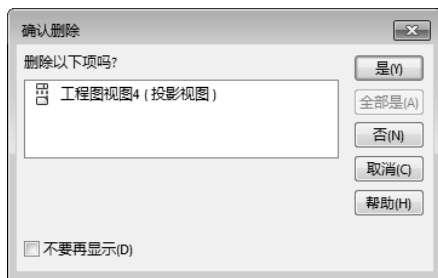 确认删除
删除以下项吗?
工程图视图4 ( 投影视图 )
是(Y)
全部是(A)
否(N)
取消(C)
帮助(H)
不要再显示(D)